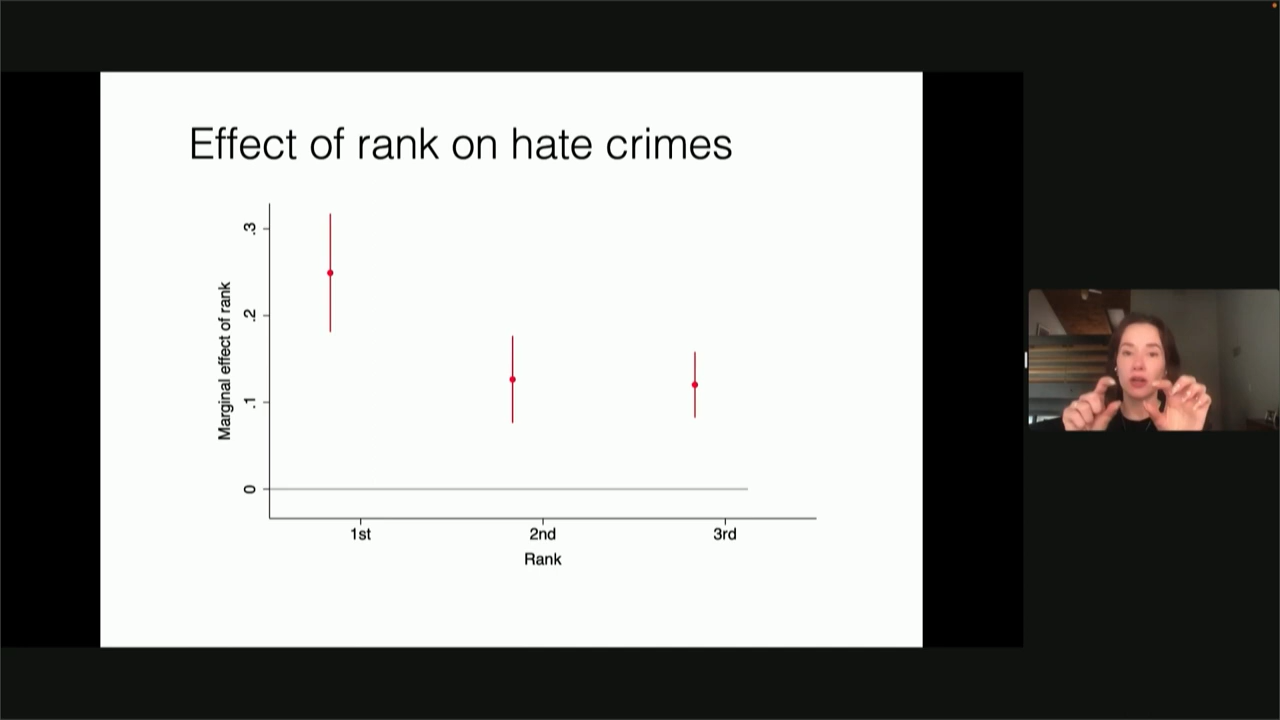 Effect of rank on hate crimes
Marginal effect of rank
.3
.2
.1
0
1st 2nd 3rd
Rank